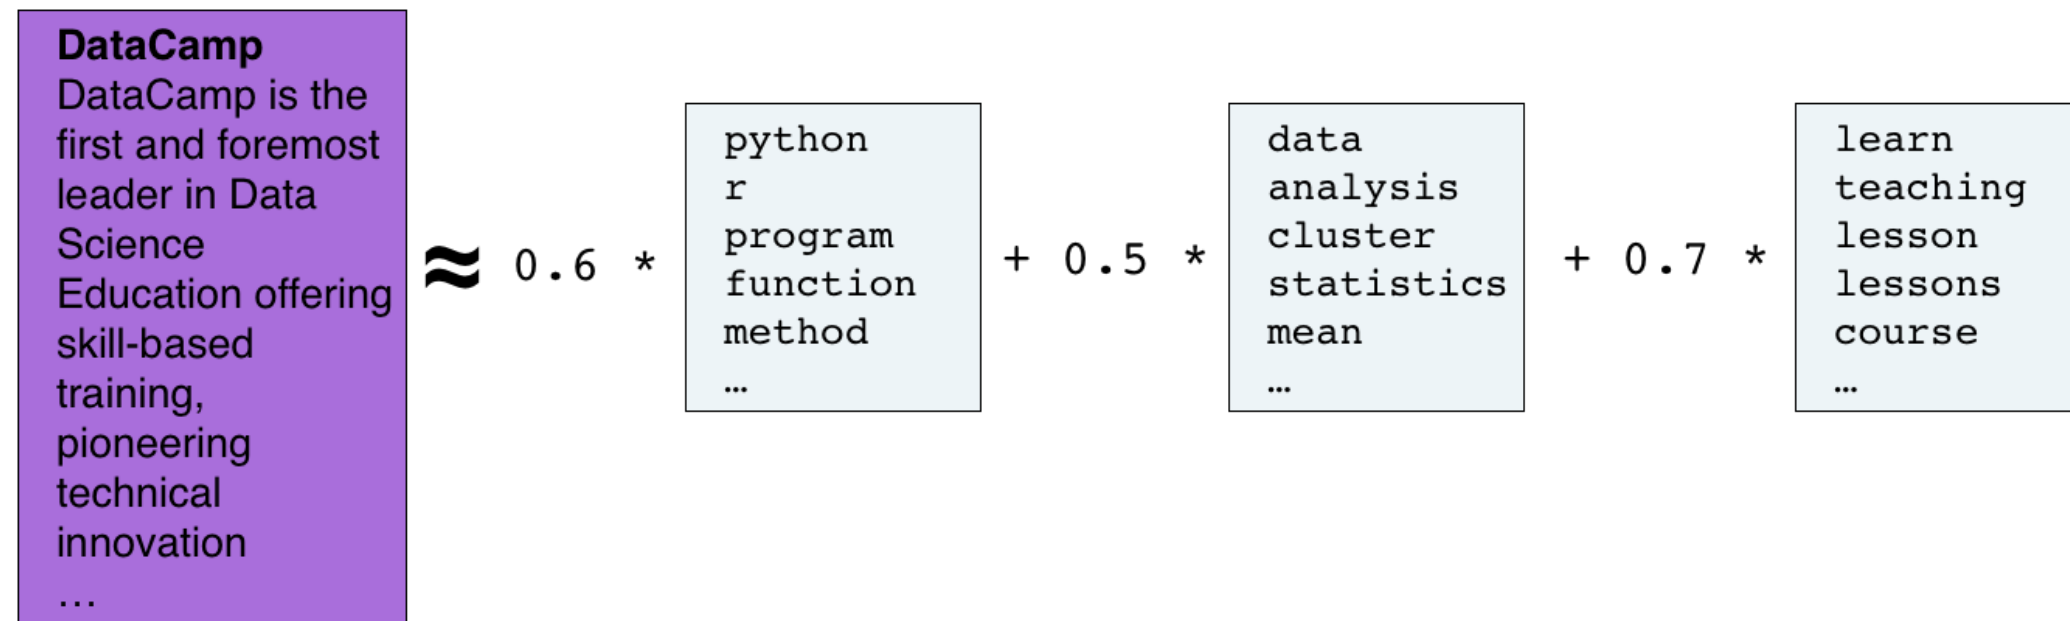 DataCamp
DataCamp is the
first and foremost
leader in Data
Science
Education offering
skill-based
training,
pioneering
technical
innovation
…
≈ 0.6 *
python
r
program
function
method
…
+ 0.5 *
data
analysis
cluster
statistics
mean
…
+ 0.7 *
learn
teaching
lesson
lessons
course
…